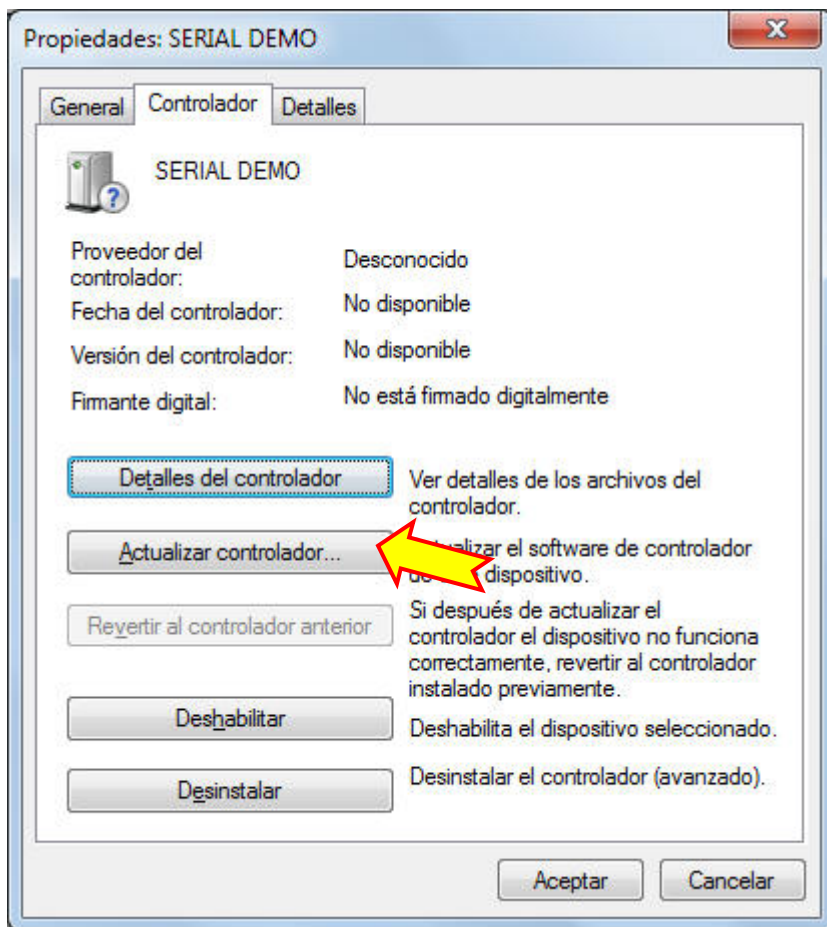 Propiedades: SERIAL DEMO
General Controlador Detalles
SERIAL DEMO
Proveedor del
controlador:
Desconocido
Fecha del controlador:
No disponible
Versión del controlador:
No disponible
Firmante digital:
No está firmado digitalmente
Detalles del controlador
Ver detalles de los archivos del
controlador.
Actualizar controlador...
el software de controlador
dispositivo.
Revertir al controlador anterior
Si después de actualizar el
controlador el dispositivo no funciona
correctamente, revertir al controlador
instalado previamente.
Deshabilitar
Deshabilita el dispositivo seleccionado.
Desinstalar
Desinstalar el controlador (avanzado).
Aceptar
Cancelar